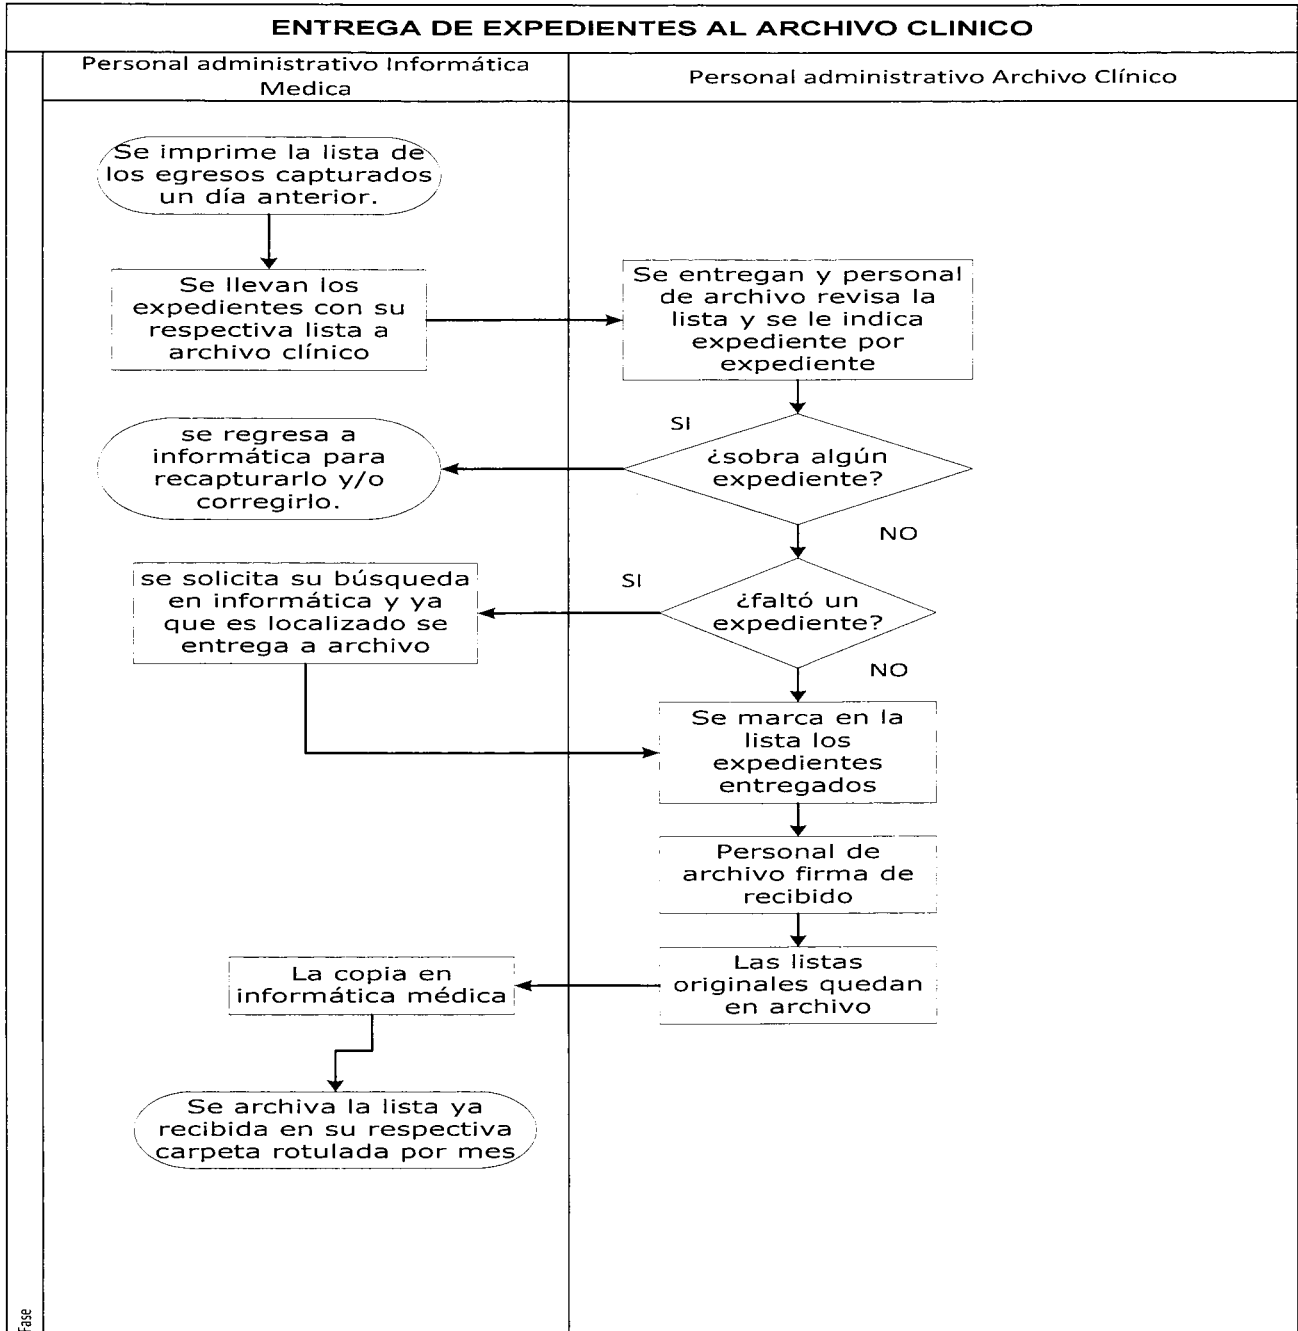 ENTREGA DE EXPEDIENTES AL ARCHIVO CLINICO
Personal administrativo Informática
Medica
Personal administrativo Archivo Clínico
Se imprime la lista de
los egresos capturados
un día anterior.
Se llevan los
expedientes con su
respectiva lista a
archivo clínico
Se entregan y personal
de archivo revisa la
lista y se le indica
expediente por
expediente
SI
¿sobra algún
expediente?
se regresa a
informática para
recapturarlo y/o
corregirlo.
NO
SI
¿faltó un
expediente?
se solicita su búsqueda
en informática y ya
que es localizado se
entrega a archivo
NO
Se marca en la
lista los
expedientes
entregados
Personal de
archivo firma de
recibido
Las listas
originales quedan
en archivo
La copia en
informática médica
Se archiva la lista ya
recibida en su respectiva
carpeta rotulada por mes
Fase